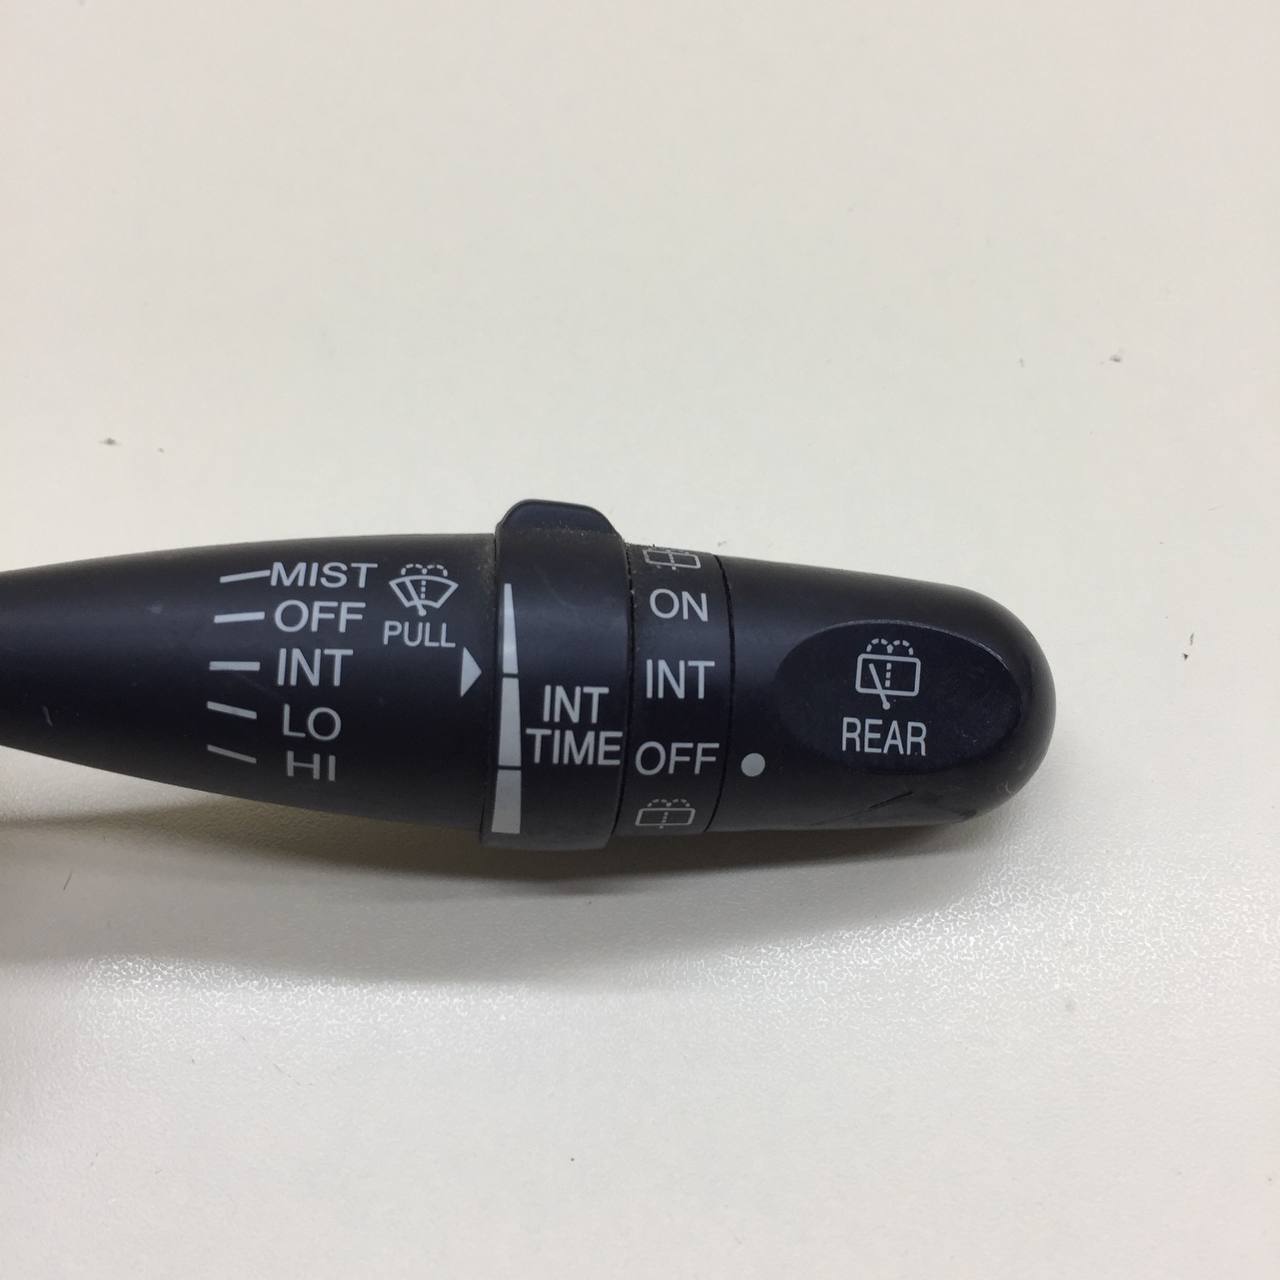 MIST
OFF
PULL
INT
LO
HI
INT
TIME
ON
INT
OFF
REAR